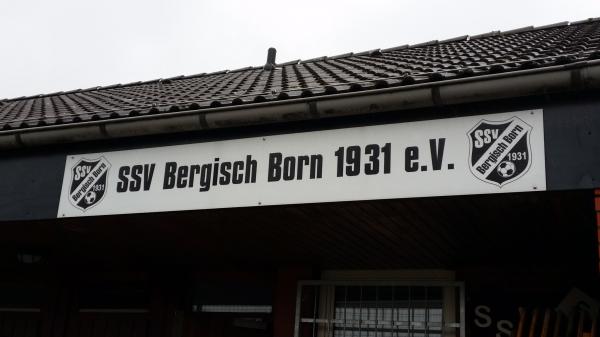 SSV
Bergisch Born
1931
SSV Bergisch Born 1931 e.V.
SSV
Bergisch Born
1931
S
S